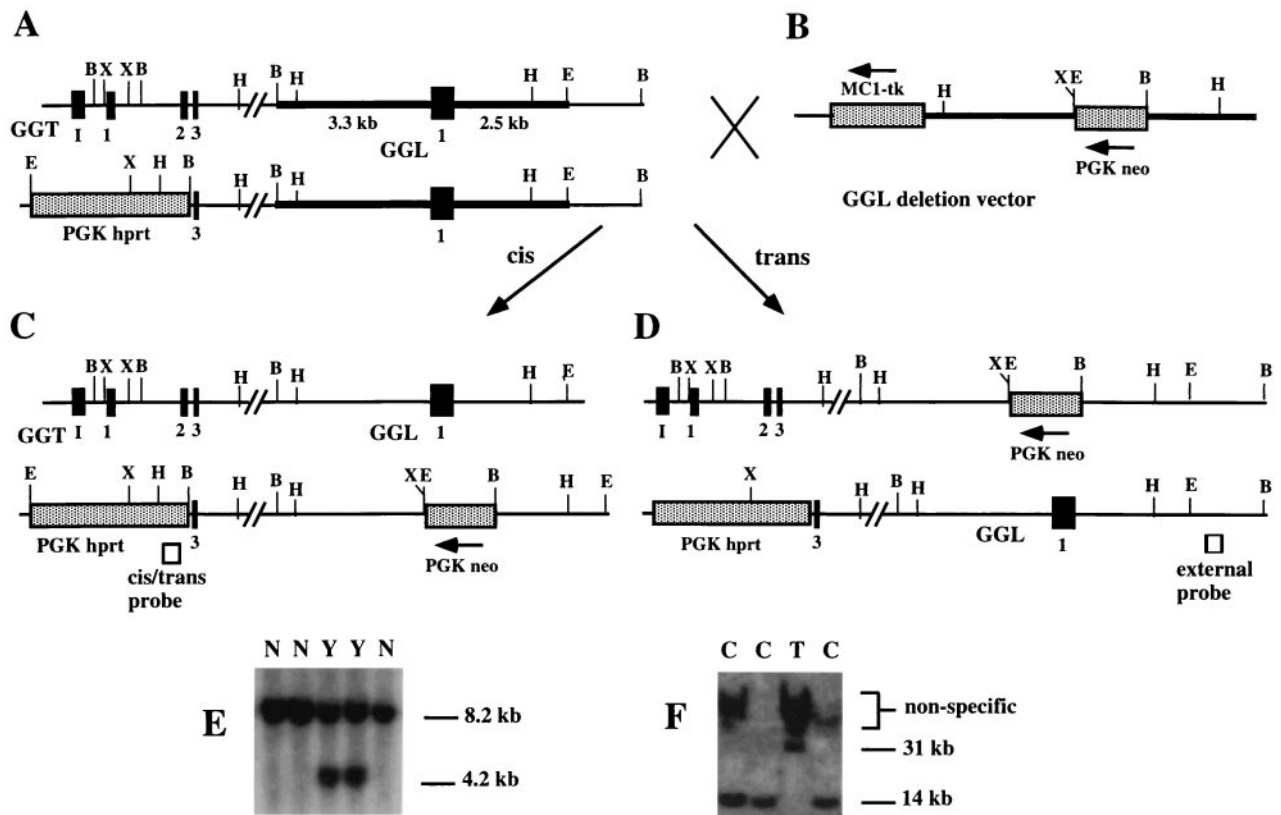 A
B X X B H B H H E B
GGT I 1 2 3 3.3 kb 1 2.5 kb
GGL
E X H B H B H H E B
PGK hprt 3 1
B
MC1-tk H X E B H
PGK neo
GGL deletion vector
cis trans
C
B X X B H B H H E
GGT I 1 2 3 GGL 1
E X H B H B H X E B H E
PGK hprt 3 PGK neo
cis/trans
probe
D
B X X B H B H X E B H E B
I 1 2 3 PGK neo
X H B H H E B
PGK hprt 3 GGL 1
external
probe
E
N N Y Y N
8.2 kb
4.2 kb
F
C C T C
non-specific
31 kb
14 kb